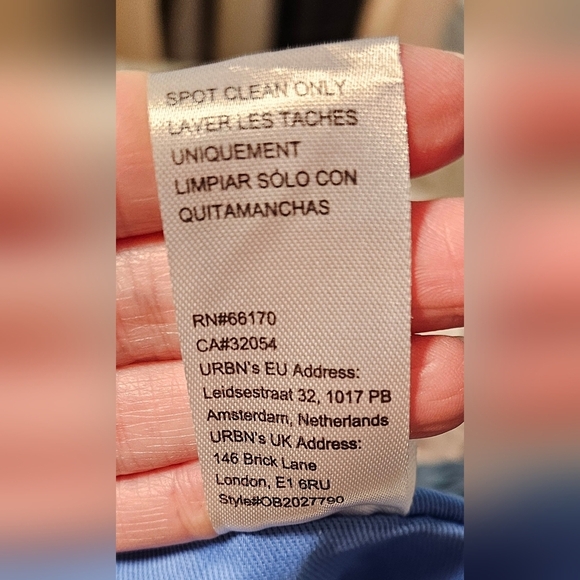 SPOT CLEAN ONLY
LAVER LES TACHES
UNIQUEMENT
LIMPIAR SÓLO CON
QUITAMANCHAS
RN#66170
CA#32054
URBN's EU Address:
Leidsestraat 32, 1017 PB
Amsterdam, Netherlands
URBN's UK Address:
146 Brick Lane
London, E1 6RU
Style#OB2027790